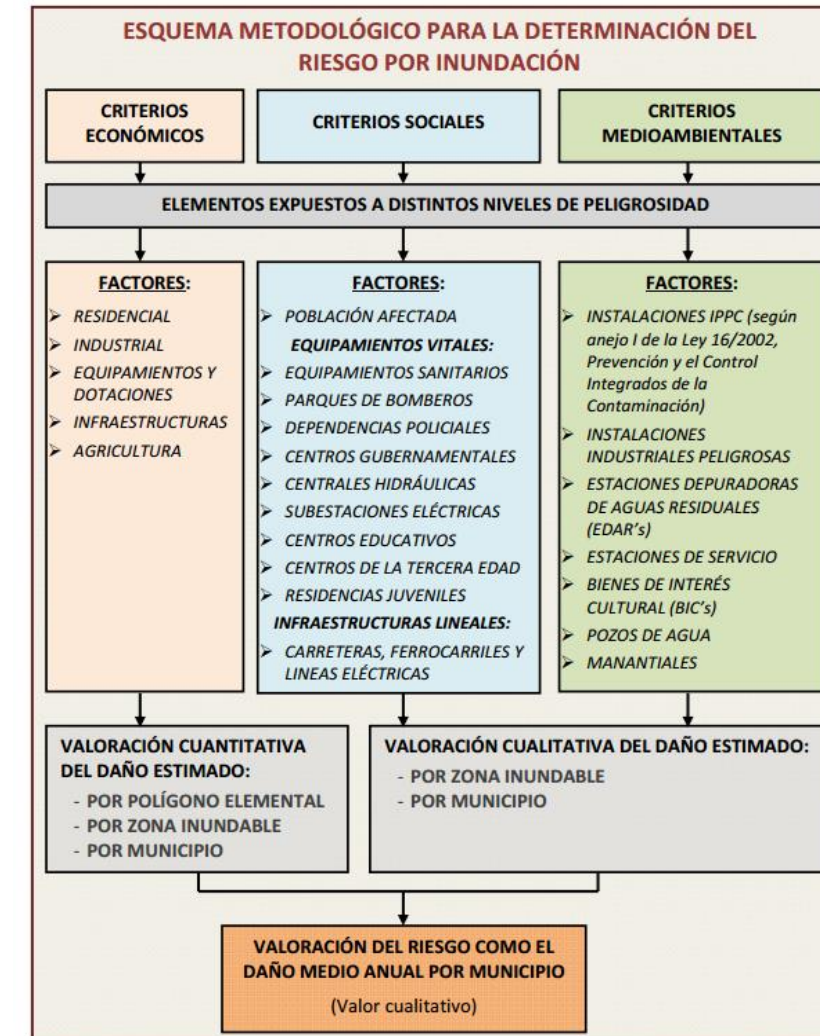 ESQUEMA METODOLÓGICO PARA LA DETERMINACIÓN DEL
RIESGO POR INUNDACIÓN
CRITERIOS
ECONÓMICOS
CRITERIOS SOCIALES
CRITERIOS
MEDIOAMBIENTALES
ELEMENTOS EXPUESTOS A DISTINTOS NIVELES DE PELIGROSIDAD
FACTORES:
➢ RESIDENCIAL
➢ INDUSTRIAL
➢ EQUIPAMIENTOS Y
DOTACIONES
➢ INFRAESTRUCTURAS
➢ AGRICULTURA
FACTORES:
➢ POBLACIÓN AFECTADA
EQUIPAMIENTOS VITALES:
➢ EQUIPAMIENTOS SANITARIOS
➢ PARQUES DE BOMBEROS
➢ DEPENDENCIAS POLICIALES
➢ CENTROS GUBERNAMENTALES
➢ CENTRALES HIDRÁULICAS
➢ SUBESTACIONES ELÉCTRICAS
➢ CENTROS EDUCATIVOS
➢ CENTROS DE LA TERCERA EDAD
➢ RESIDENCIAS JUVENILES
INFRAESTRUCTURAS LINEALES:
➢ CARRETERAS, FERROCARRILES Y
LINEAS ELÉCTRICAS
FACTORES:
➢ INSTALACIONES IPPC (según
anejo I de la Ley 16/2002,
Prevención y el Control
Integrados de la
Contaminación)
➢ INSTALACIONES
INDUSTRIALES PELIGROSAS
➢ ESTACIONES DEPURADORAS
DE AGUAS RESIDUALES
(EDAR's)
➢ ESTACIONES DE SERVICIO
➢ BIENES DE INTERÉS
CULTURAL (BIC's)
➢ POZOS DE AGUA
➢ MANANTIALES
VALORACIÓN CUANTITATIVA
DEL DAÑO ESTIMADO:
- POR POLÍGONO ELEMENTAL
- POR ZONA INUNDABLE
- POR MUNICIPIO
VALORACIÓN CUALITATIVA DEL DAÑO ESTIMADO:
- POR ZONA INUNDABLE
- POR MUNICIPIO
VALORACIÓN DEL RIESGO COMO EL
DAÑO MEDIO ANUAL POR MUNICIPIO
(Valor cualitativo)